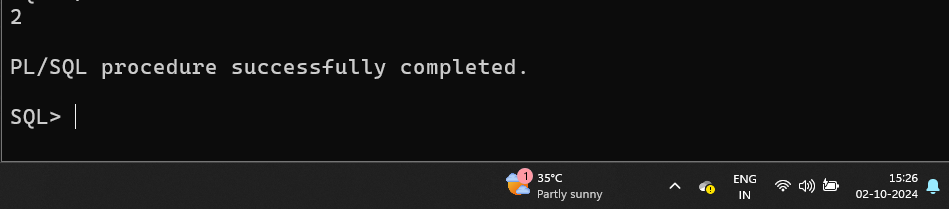 2
PL/SQL procedure successfully completed.
SQL>
1
35°C
Partly sunny
ENG
IN
15:26
02-10-2024